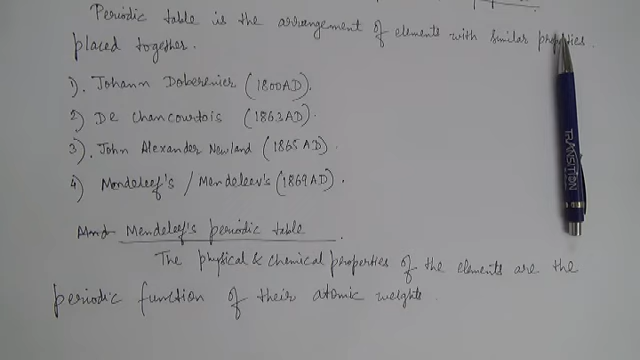 Periodic table is the arrangement of elements with similar properties
placed together.
1). Johann Doberenier (1800AD).
2) De Chancourtois (1863AD).
3). John Alexander Newland (1865AD).
4) Mendeleef's / Mendeleev's (1869AD).
Mendeleef's periodic table.
The physical & chemical properties of the elements are the
periodic function of their atomic weights.
TRANSITION